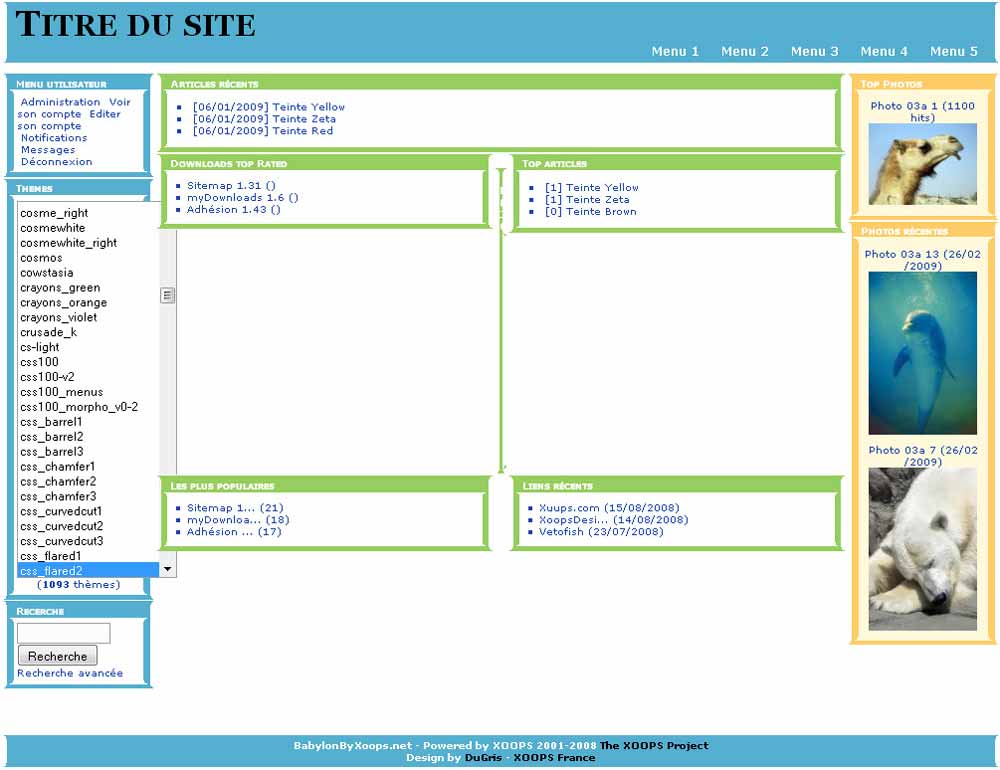 TITRE DU SITE
Menu 1 Menu 2 Menu 3 Menu 4 Menu 5
MENU UTILISATEUR
Administration Voir
son compte Editer
son compte
Notifications
Messages
Déconnexion
THEMES
cosme_right
cosmewhite
cosmewhite_right
cosmos
cowstasia
crayons_green
crayons_orange
crayons_violet
crusade_k
cs-light
css100
css100-v2
css100_menus
css100_morpho_v0-2
css_barrel1
css_barrel2
css_barrel3
css_chamfer1
css_chamfer2
css_chamfer3
css_curvedcut1
css_curvedcut2
css_curvedcut3
css_flared1
css_flared2
(1093 thèmes)
RECERCHE
Recherche
Recherche avancée
ARTICLES RÉCENTS
[06/01/2009] Teinte Yellow
[06/01/2009] Teinte Zeta
[06/01/2009] Teinte Red
DOWNLOADS TOP RATED
Sitemap 1.31 ()
myDownloads 1.6 ()
Adhésion 1.43 ()
TOP ARTICLES
[1] Teinte Yellow
[1] Teinte Zeta
[0] Teinte Brown
LES PLUS POPULAIRES
Sitemap 1... (21)
myDownloa... (18)
Adhésion ... (17)
LIENS RÉCENTS
Xuups.com (15/08/2008)
XoopsDesi... (14/08/2008)
Vetofish (23/07/2008)
TOP PHOTOS
Photo 03a 1 (1100
hits)
PHOTOS RÉCENTES
Photo 03a 13 (26/02
/2009)
Photo 03a 7 (26/02
/2009)
BabylonByXoops.net - Powered by XOOPS 2001-2008 The XOOPS Project
Design by DuGris - XOOPS France